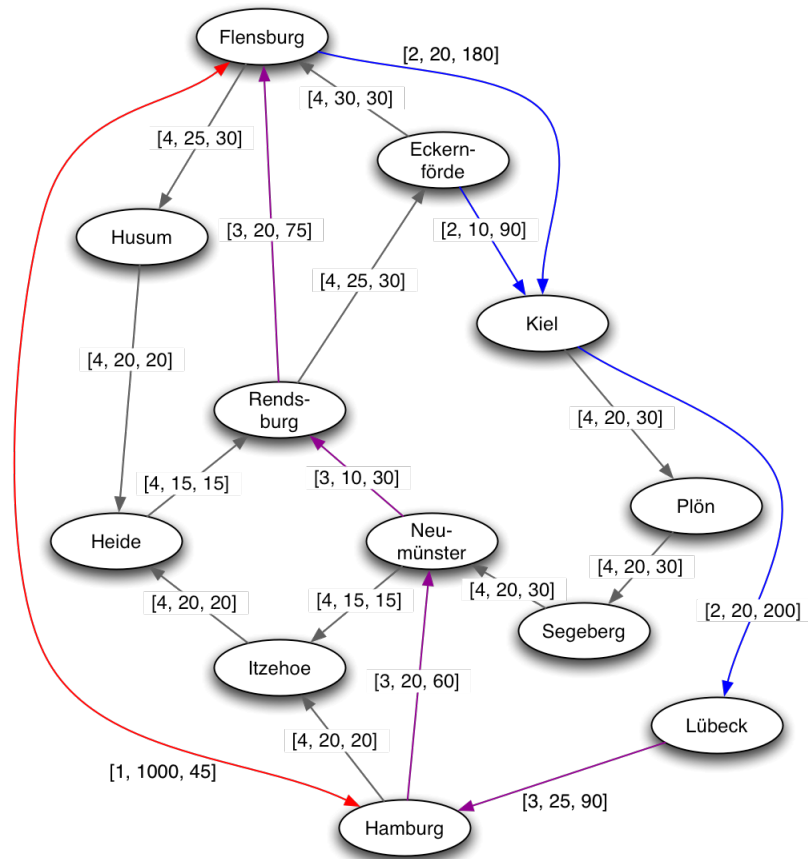 Flensburg
[2, 20, 180]
[4, 30, 30]
[4, 25, 30]
Eckern-
förde
Husum
[3, 20, 75]
[2, 10, 90]
[4, 25, 30]
Kiel
[4, 20, 20]
Rends-
burg
[4, 20, 30]
[4, 15, 15]
[3, 10, 30]
Plön
Heide
Neu-
münster
[4, 20, 30]
[4, 20, 20]
[4, 15, 15]
[4, 20, 30]
Segeberg
[2, 20, 200]
Itzehoe
[3, 20, 60]
Lübeck
[4, 20, 20]
[1, 1000, 45]
[3, 25, 90]
Hamburg